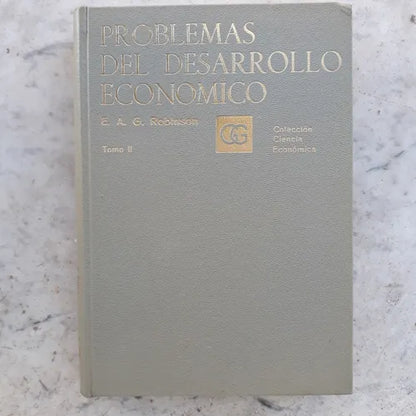 PROBLEMAS
DEL DESARROLLO
ECONOMICO
E. A. G. Robinson
Tomo II
CG
Colección
Ciencia
Económica